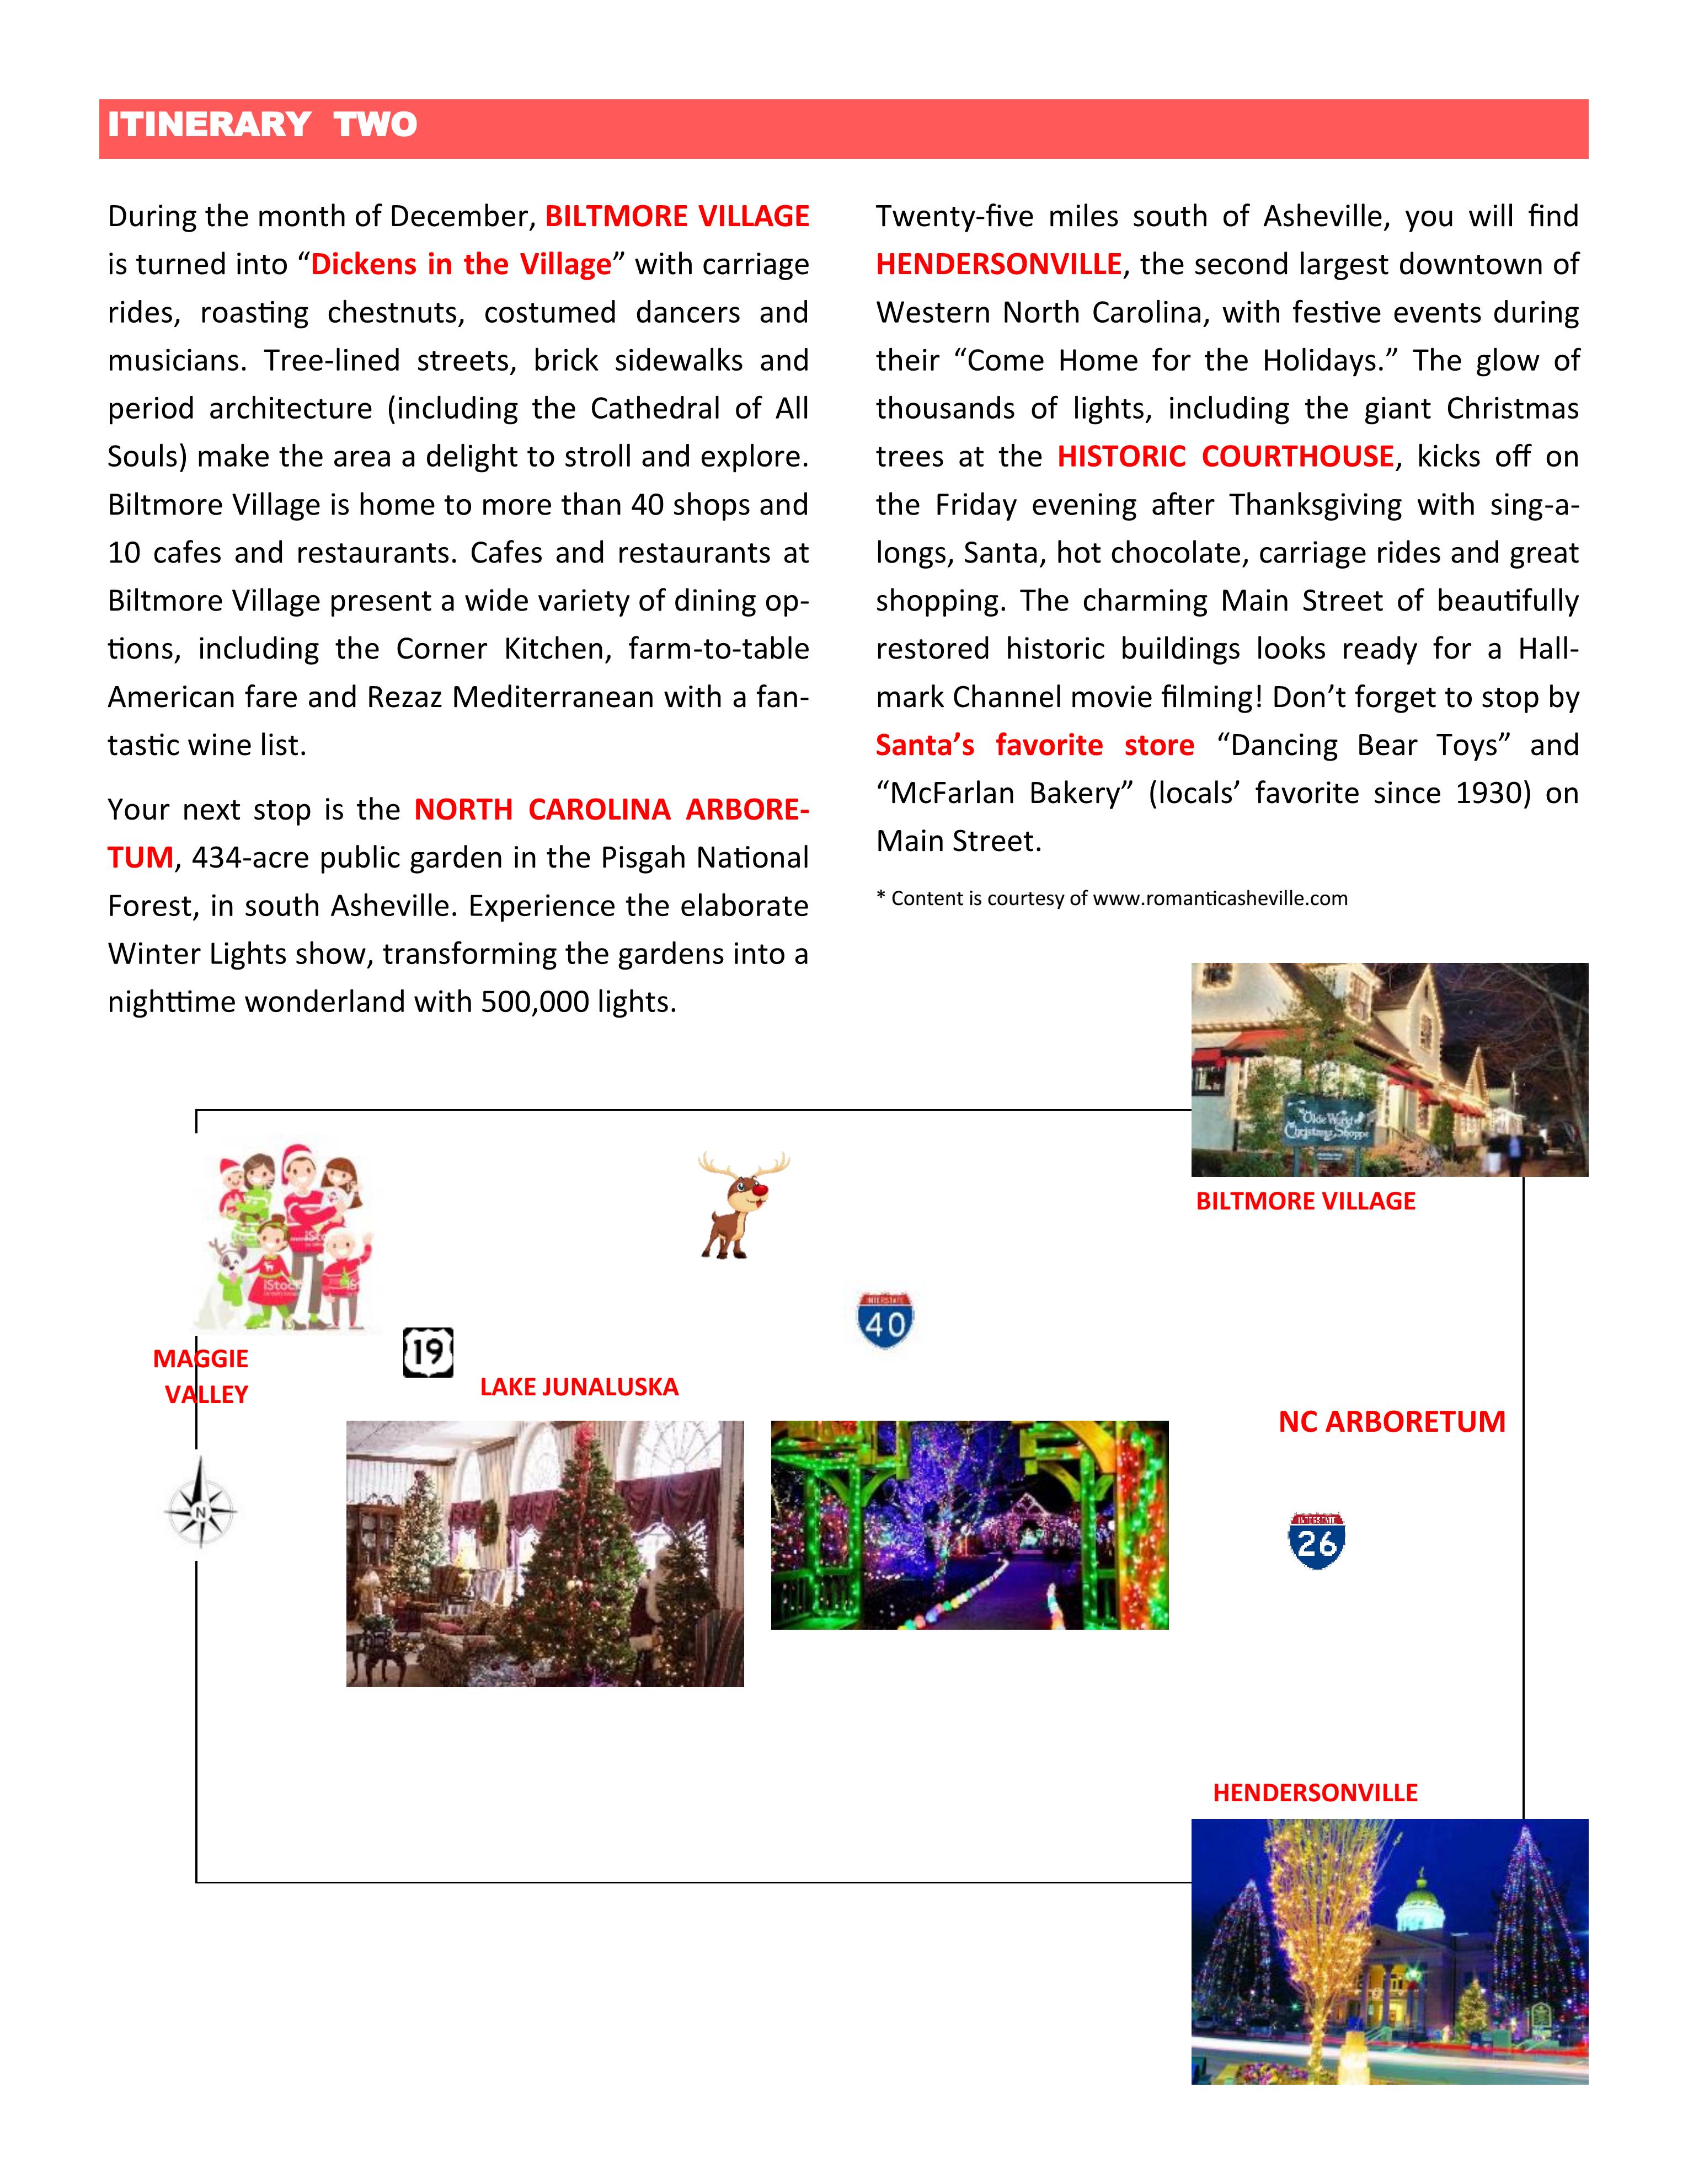 ITINERARY TWO
During the month of December, BILTMORE VILLAGE
is turned into “Dickens in the Village” with carriage
rides, roasting chestnuts, costumed dancers and
musicians. Tree-lined streets, brick sidewalks and
period architecture (including the Cathedral of All
Souls) make the area a delight to stroll and explore.
Biltmore Village is home to more than 40 shops and
10 cafes and restaurants. Cafes and restaurants at
Biltmore Village present a wide variety of dining op-
tions, including the Corner Kitchen, farm-to-table
American fare and Rezaz Mediterranean with a fan-
tastic wine list.
Your next stop is the NORTH CAROLINA ARBORE-
TUM, 434-acre public garden in the Pisgah National
Forest, in south Asheville. Experience the elaborate
Winter Lights show, transforming the gardens into a
nighttime wonderland with 500,000 lights.
Twenty-five miles south of Asheville, you will find
HENDERSONVILLE, the second largest downtown of
Western North Carolina, with festive events during
their “Come Home for the Holidays.” The glow of
thousands of lights, including the giant Christmas
trees at the HISTORIC COURTHOUSE, kicks off on
the Friday evening after Thanksgiving with sing-a-
longs, Santa, hot chocolate, carriage rides and great
shopping. The charming Main Street of beautifully
restored historic buildings looks ready for a Hall-
mark Channel movie filming! Don’t forget to stop by
Santa’s favorite store “Dancing Bear Toys” and
“McFarlan Bakery” (locals’ favorite since 1930) on
Main Street.
* Content is courtesy of www.romanticasheville.com
Olde World
Christmas Shoppe
BILTMORE VILLAGE
iStock
INTERSTATE
40
19
MAGGIE
VALLEY
LAKE JUNALUSKA
NC ARBORETUM
N
INTERSTATE
26
HENDERSONVILLE